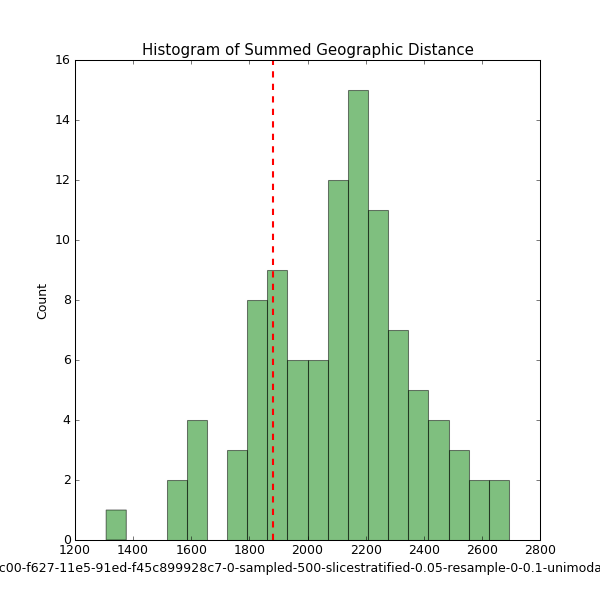 Histogram of Summed Geographic Distance
16
14
12
10
8
6
4
2
0
Count
1200 1400 1600 1800 2000 2200 2400 2600 2800
c00-f627-11e5-91ed-f45c899928c7-0-sampled-500-slicestratified-0.05-resample-0-0.1-unimoda